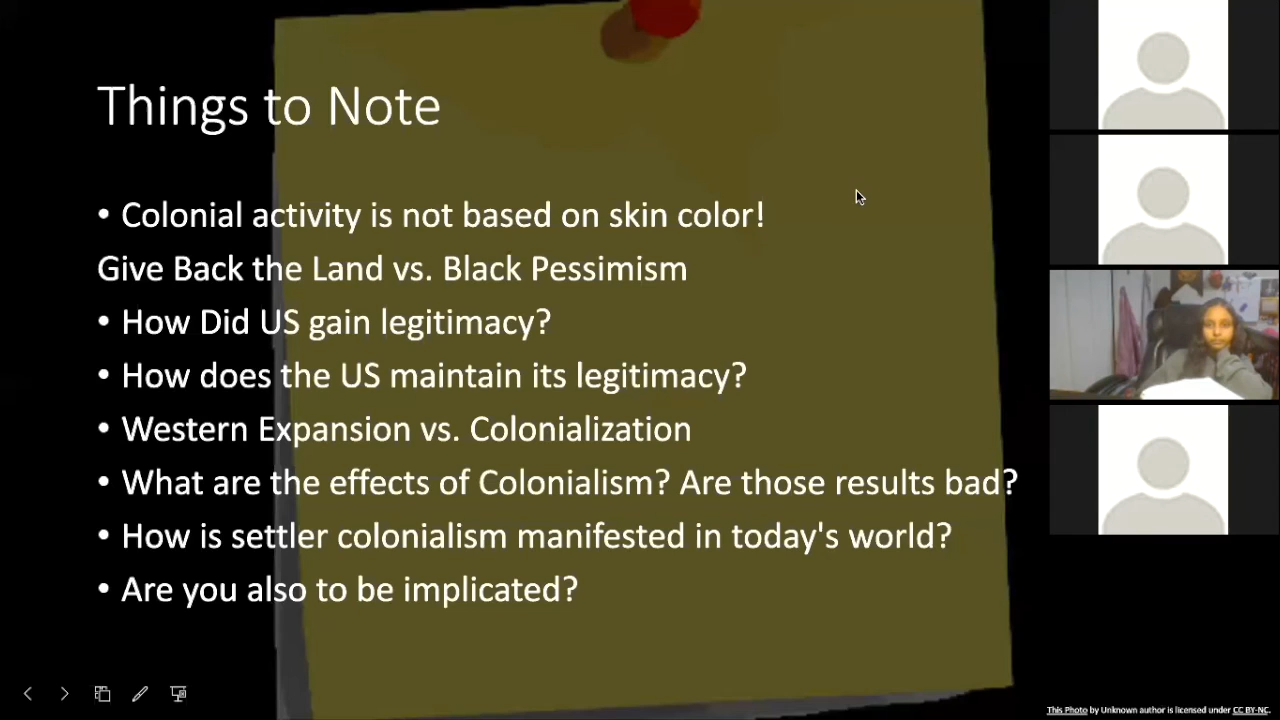 Things to Note
• Colonial activity is not based on skin color!
Give Back the Land vs. Black Pessimism
• How Did US gain legitimacy?
• How does the US maintain its legitimacy?
• Western Expansion vs. Colonialization
• What are the effects of Colonialism? Are those results bad?
• How is settler colonialism manifested in today's world?
• Are you also to be implicated?
This Photo by Unknown author is licensed under CC BY-NC.